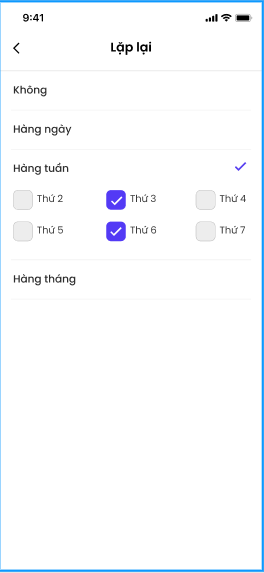 9:41
Lặp lại
Không
Hàng ngày
Hàng tuần
Thứ 2 Thứ 3 Thứ 4
Thứ 5 Thứ 6 Thứ 7
Hàng tháng